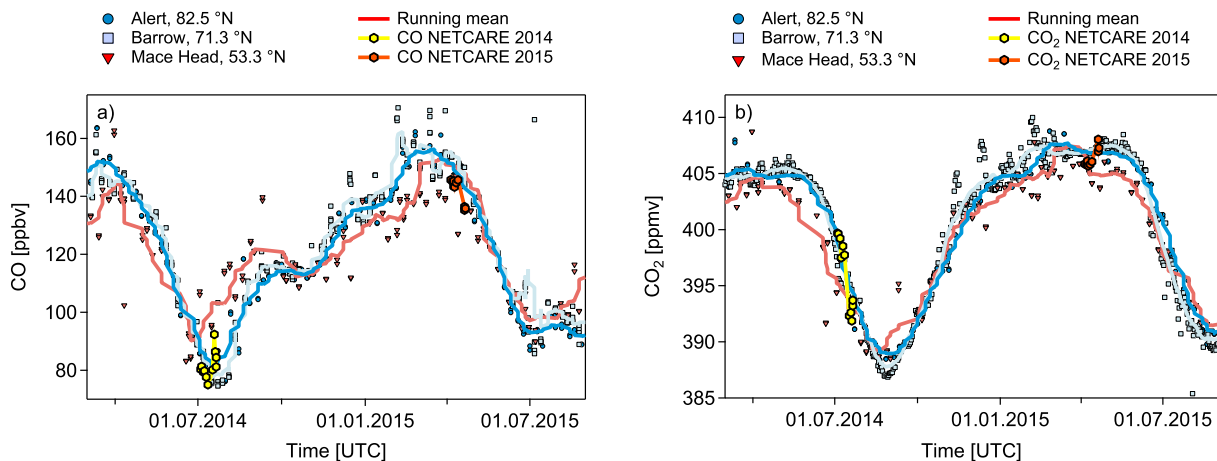 Alert, 82.5 °N
Barrow, 71.3 °N
Mace Head, 53.3 °N
Running mean
CO NETCARE 2014
CO NETCARE 2015
a)
CO [ppbv]
160
140
120
100
80
01.07.2014
01.01.2015
01.07.2015
Time [UTC]
Alert, 82.5 °N
Barrow, 71.3 °N
Mace Head, 53.3 °N
Running mean
CO₂ NETCARE 2014
CO₂ NETCARE 2015
b)
CO₂ [ppmv]
410
405
400
395
390
385
01.07.2014
01.01.2015
01.07.2015
Time [UTC]